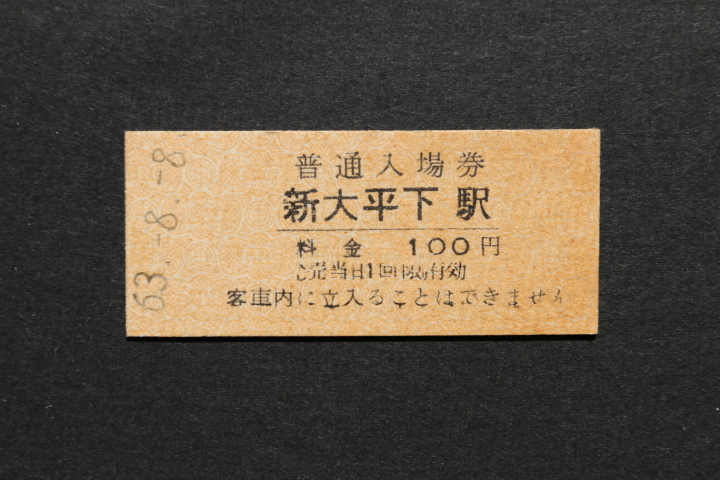 普通入場券
新大平下駅
料金 100円
発売当日1回限り有効
客車内に立入ることはできません
63.-8.-8